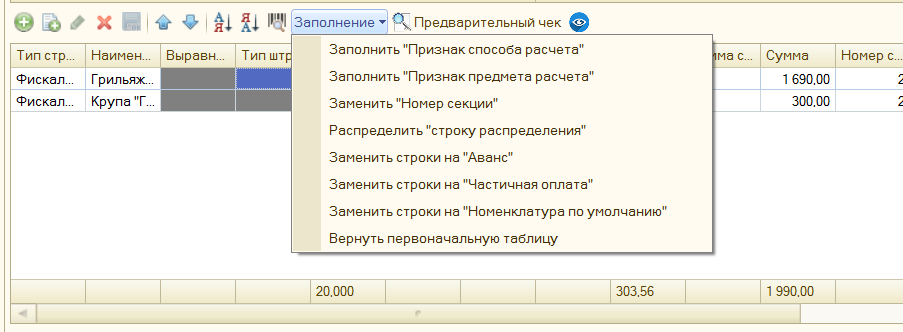 Заполнение Предварительный чек
Тип стр... Наимен... Выравн... Тип штр Сумма Номер с...
Фискал... Грильяж... 1 690,00 2
Фискал... Крупа "Г... 300,00 2
Заполнить "Признак способа расчета"
Заполнить "Признак предмета расчета"
Заменить "Номер секции"
Распределить "строку распределения"
Заменить строки на "Аванс"
Заменить строки на "Частичная оплата"
Заменить строки на "Номенклатура по умолчанию"
Вернуть первоначальную таблицу
20,000 303,56 1 990,00